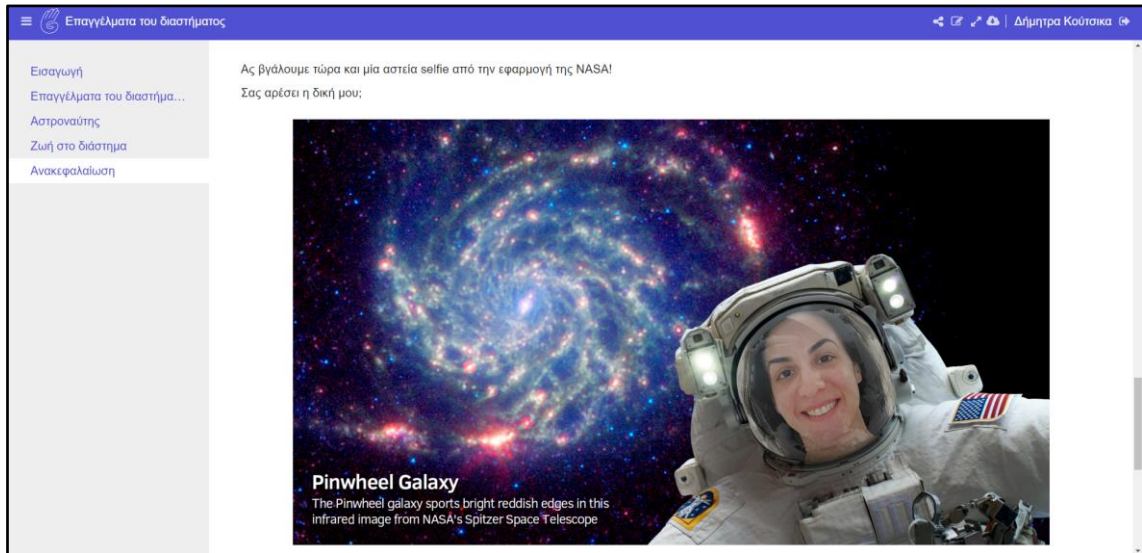 Επαγγέλματα του διαστήματος
Δήμητρα Κούτσικα
Εισαγωγή
Επαγγέλματα του διαστήμα...
Αστροναύτης
Ζωή στο διάστημα
Ανακεφαλαίωση
Ας βγάλουμε τώρα και μία αστεία selfie από την εφαρμογή της NASA!
Σας αρέσει η δική μου;
Pinwheel Galaxy
The Pinwheel galaxy sports bright reddish edges in this
infrared image from NASA's Spitzer Space Telescope